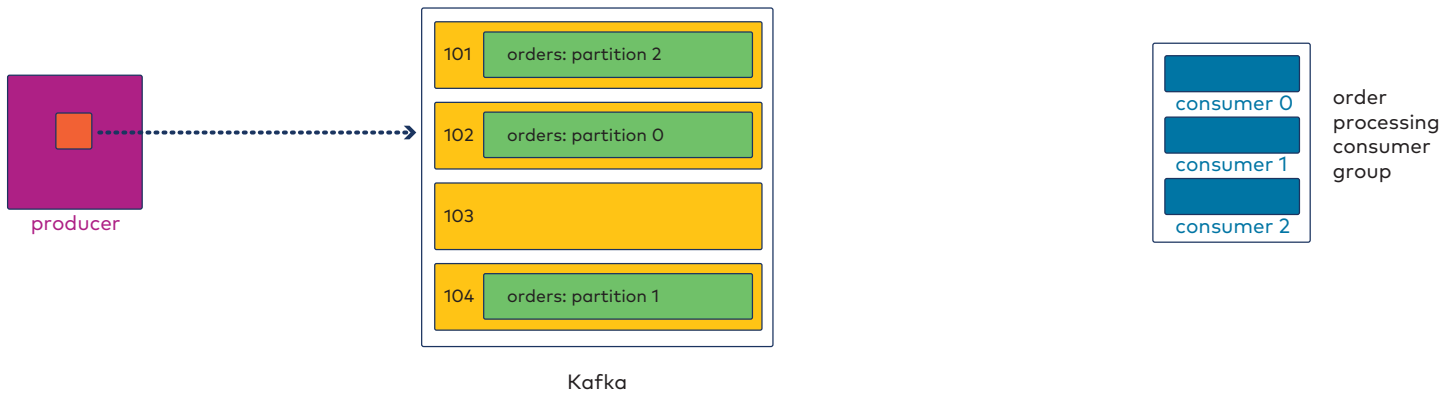 producer
101
orders: partition 2
102
orders: partition 0
103
104
orders: partition 1
Kafka
consumer 0
consumer 1
consumer 2
order
processing
consumer
group